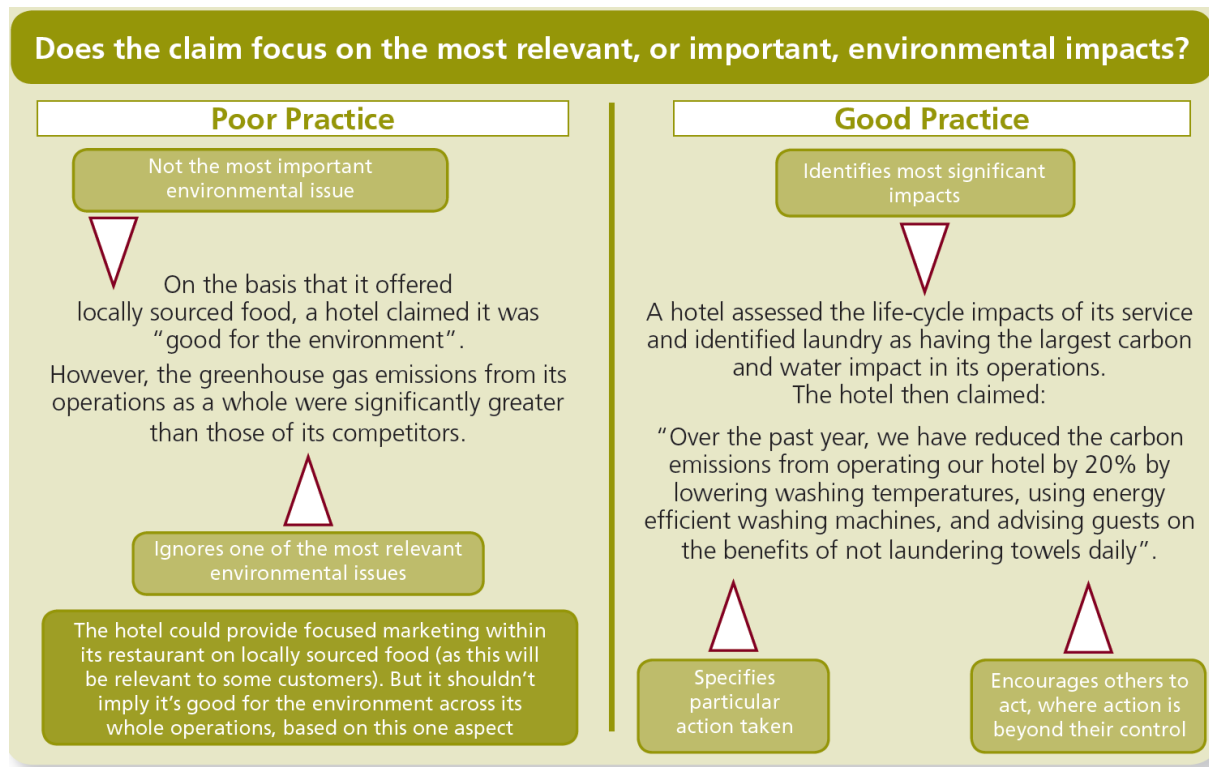 Does the claim focus on the most relevant, or important, environmental impacts?
Poor Practice
Not the most important
environmental issue
On the basis that it offered
locally sourced food, a hotel claimed it was
“good for the environment”.
However, the greenhouse gas emissions from its
operations as a whole were significantly greater
than those of its competitors.
Ignores one of the most relevant
environmental issues
The hotel could provide focused marketing within
its restaurant on locally sourced food (as this will
be relevant to some customers). But it shouldn’t
imply it’s good for the environment across its
whole operations, based on this one aspect
Good Practice
Identifies most significant
impacts
A hotel assessed the life-cycle impacts of its service
and identified laundry as having the largest carbon
and water impact in its operations.
The hotel then claimed:
“Over the past year, we have reduced the carbon
emissions from operating our hotel by 20% by
lowering washing temperatures, using energy
efficient washing machines, and advising guests on
the benefits of not laundering towels daily”.
Specifies
particular
action taken
Encourages others to
act, where action is
beyond their control